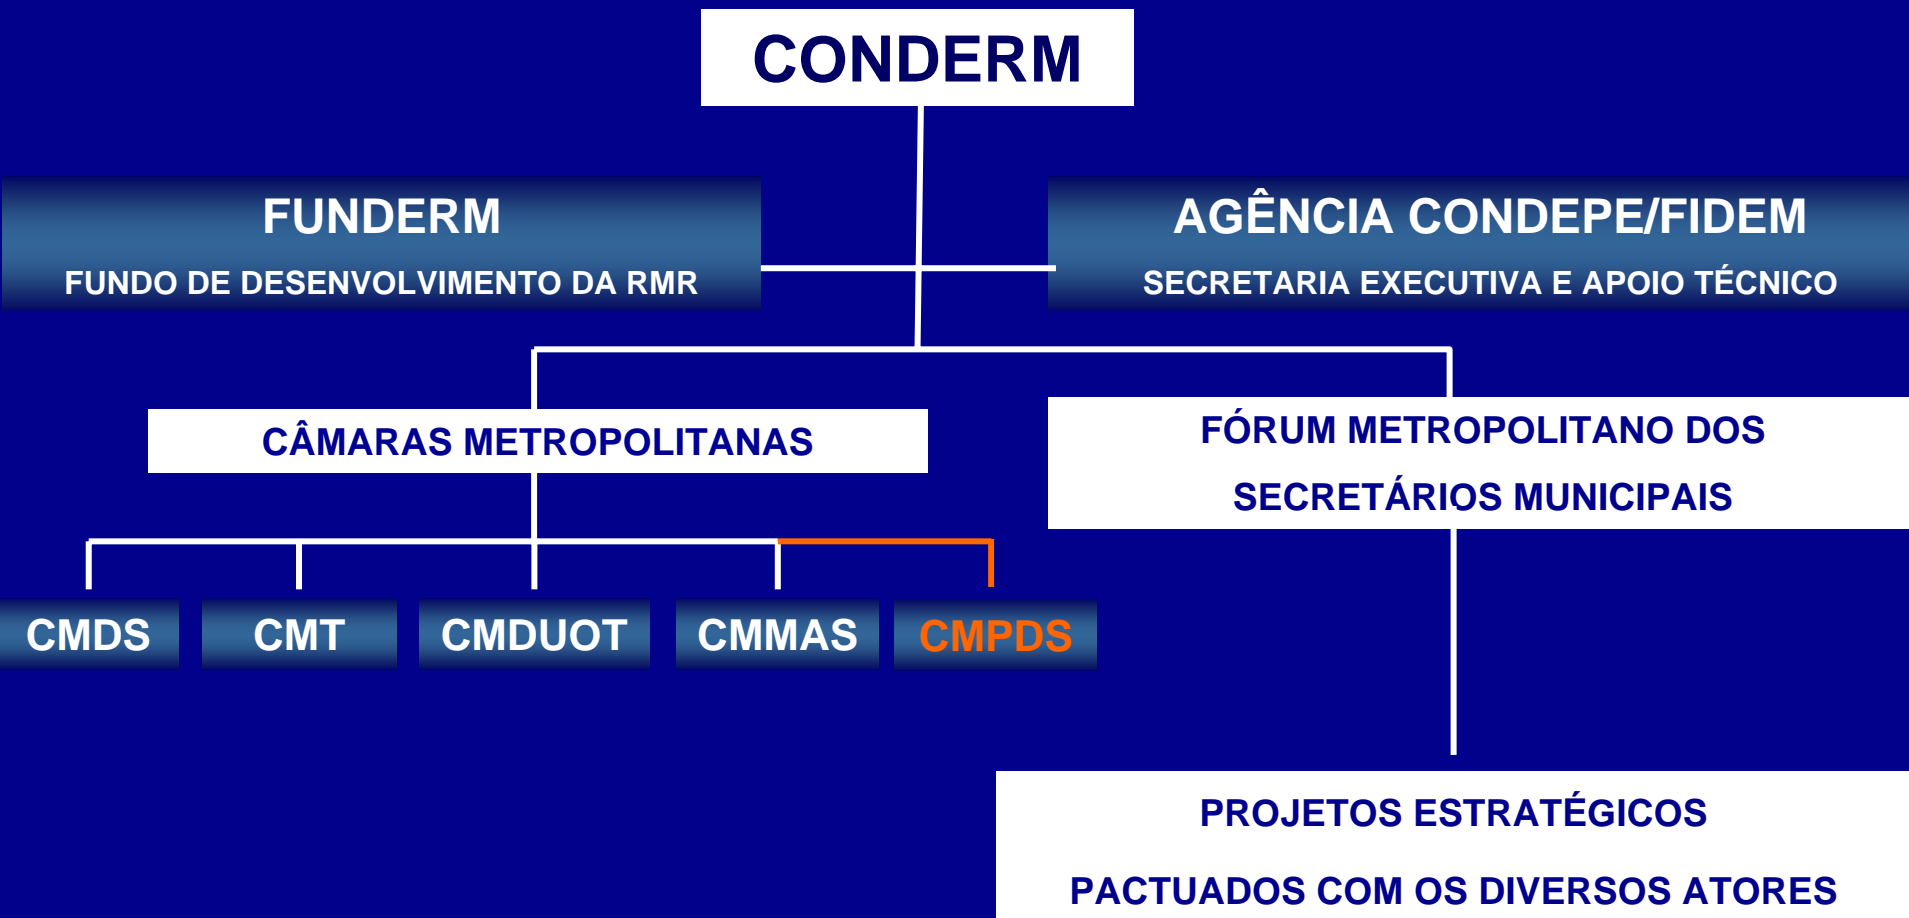 CONDERM
FUNDERM
FUNDO DE DESENVOLVIMENTO DA RMR
AGÊNCIA CONDEPE/FIDEM
SECRETARIA EXECUTIVA E APOIO TÉCNICO
CÂMARAS METROPOLITANAS
FÓRUM METROPOLITANO DOS
SECRETÁRIOS MUNICIPAIS
CMDS
CMT
CMDUOT
CMMAS
CMPDS
PROJETOS ESTRATÉGICOS
PACTUADOS COM OS DIVERSOS ATORES